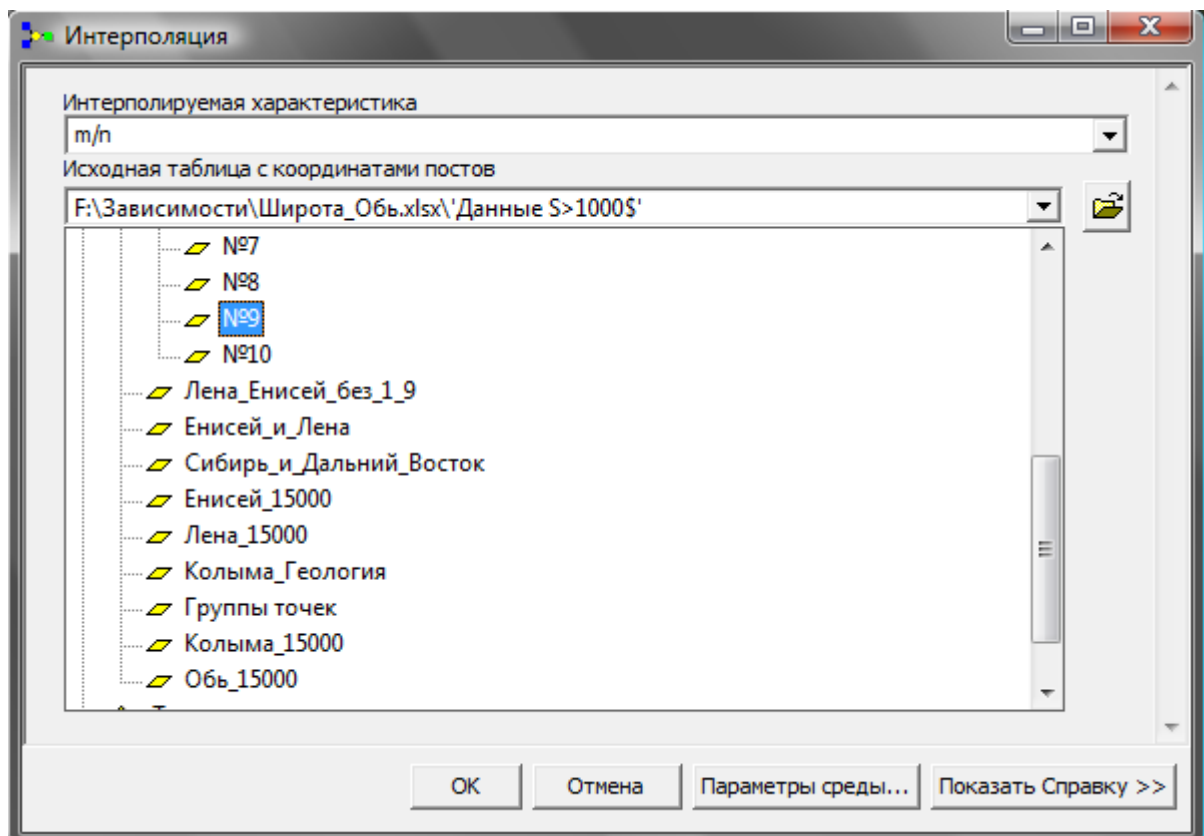 Интерполяция
Интерполируемая характеристика
m/n
Исходная таблица с координатами постов
F:\Зависимости\Широта_Обь.xlsx\'Данные S>1000$'
№7
№8
№9
№10
Лена_Енисей_без_1_9
Енисей_и_Лена
Сибирь_и_Дальний_Восток
Енисей_15000
Лена_15000
Колыма_Геология
Группы точек
Колыма_15000
Обь_15000
ОК
Отмена
Параметры среды...
Показать Справку >>